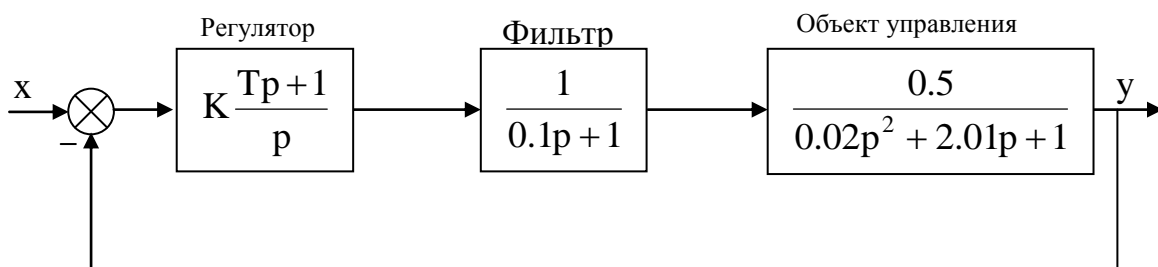 Регулятор
Фильтр
Объект управления
x
−
K (Tp + 1) / p
1 / (0.1p + 1)
0.5 / (0.02p² + 2.01p + 1)
y